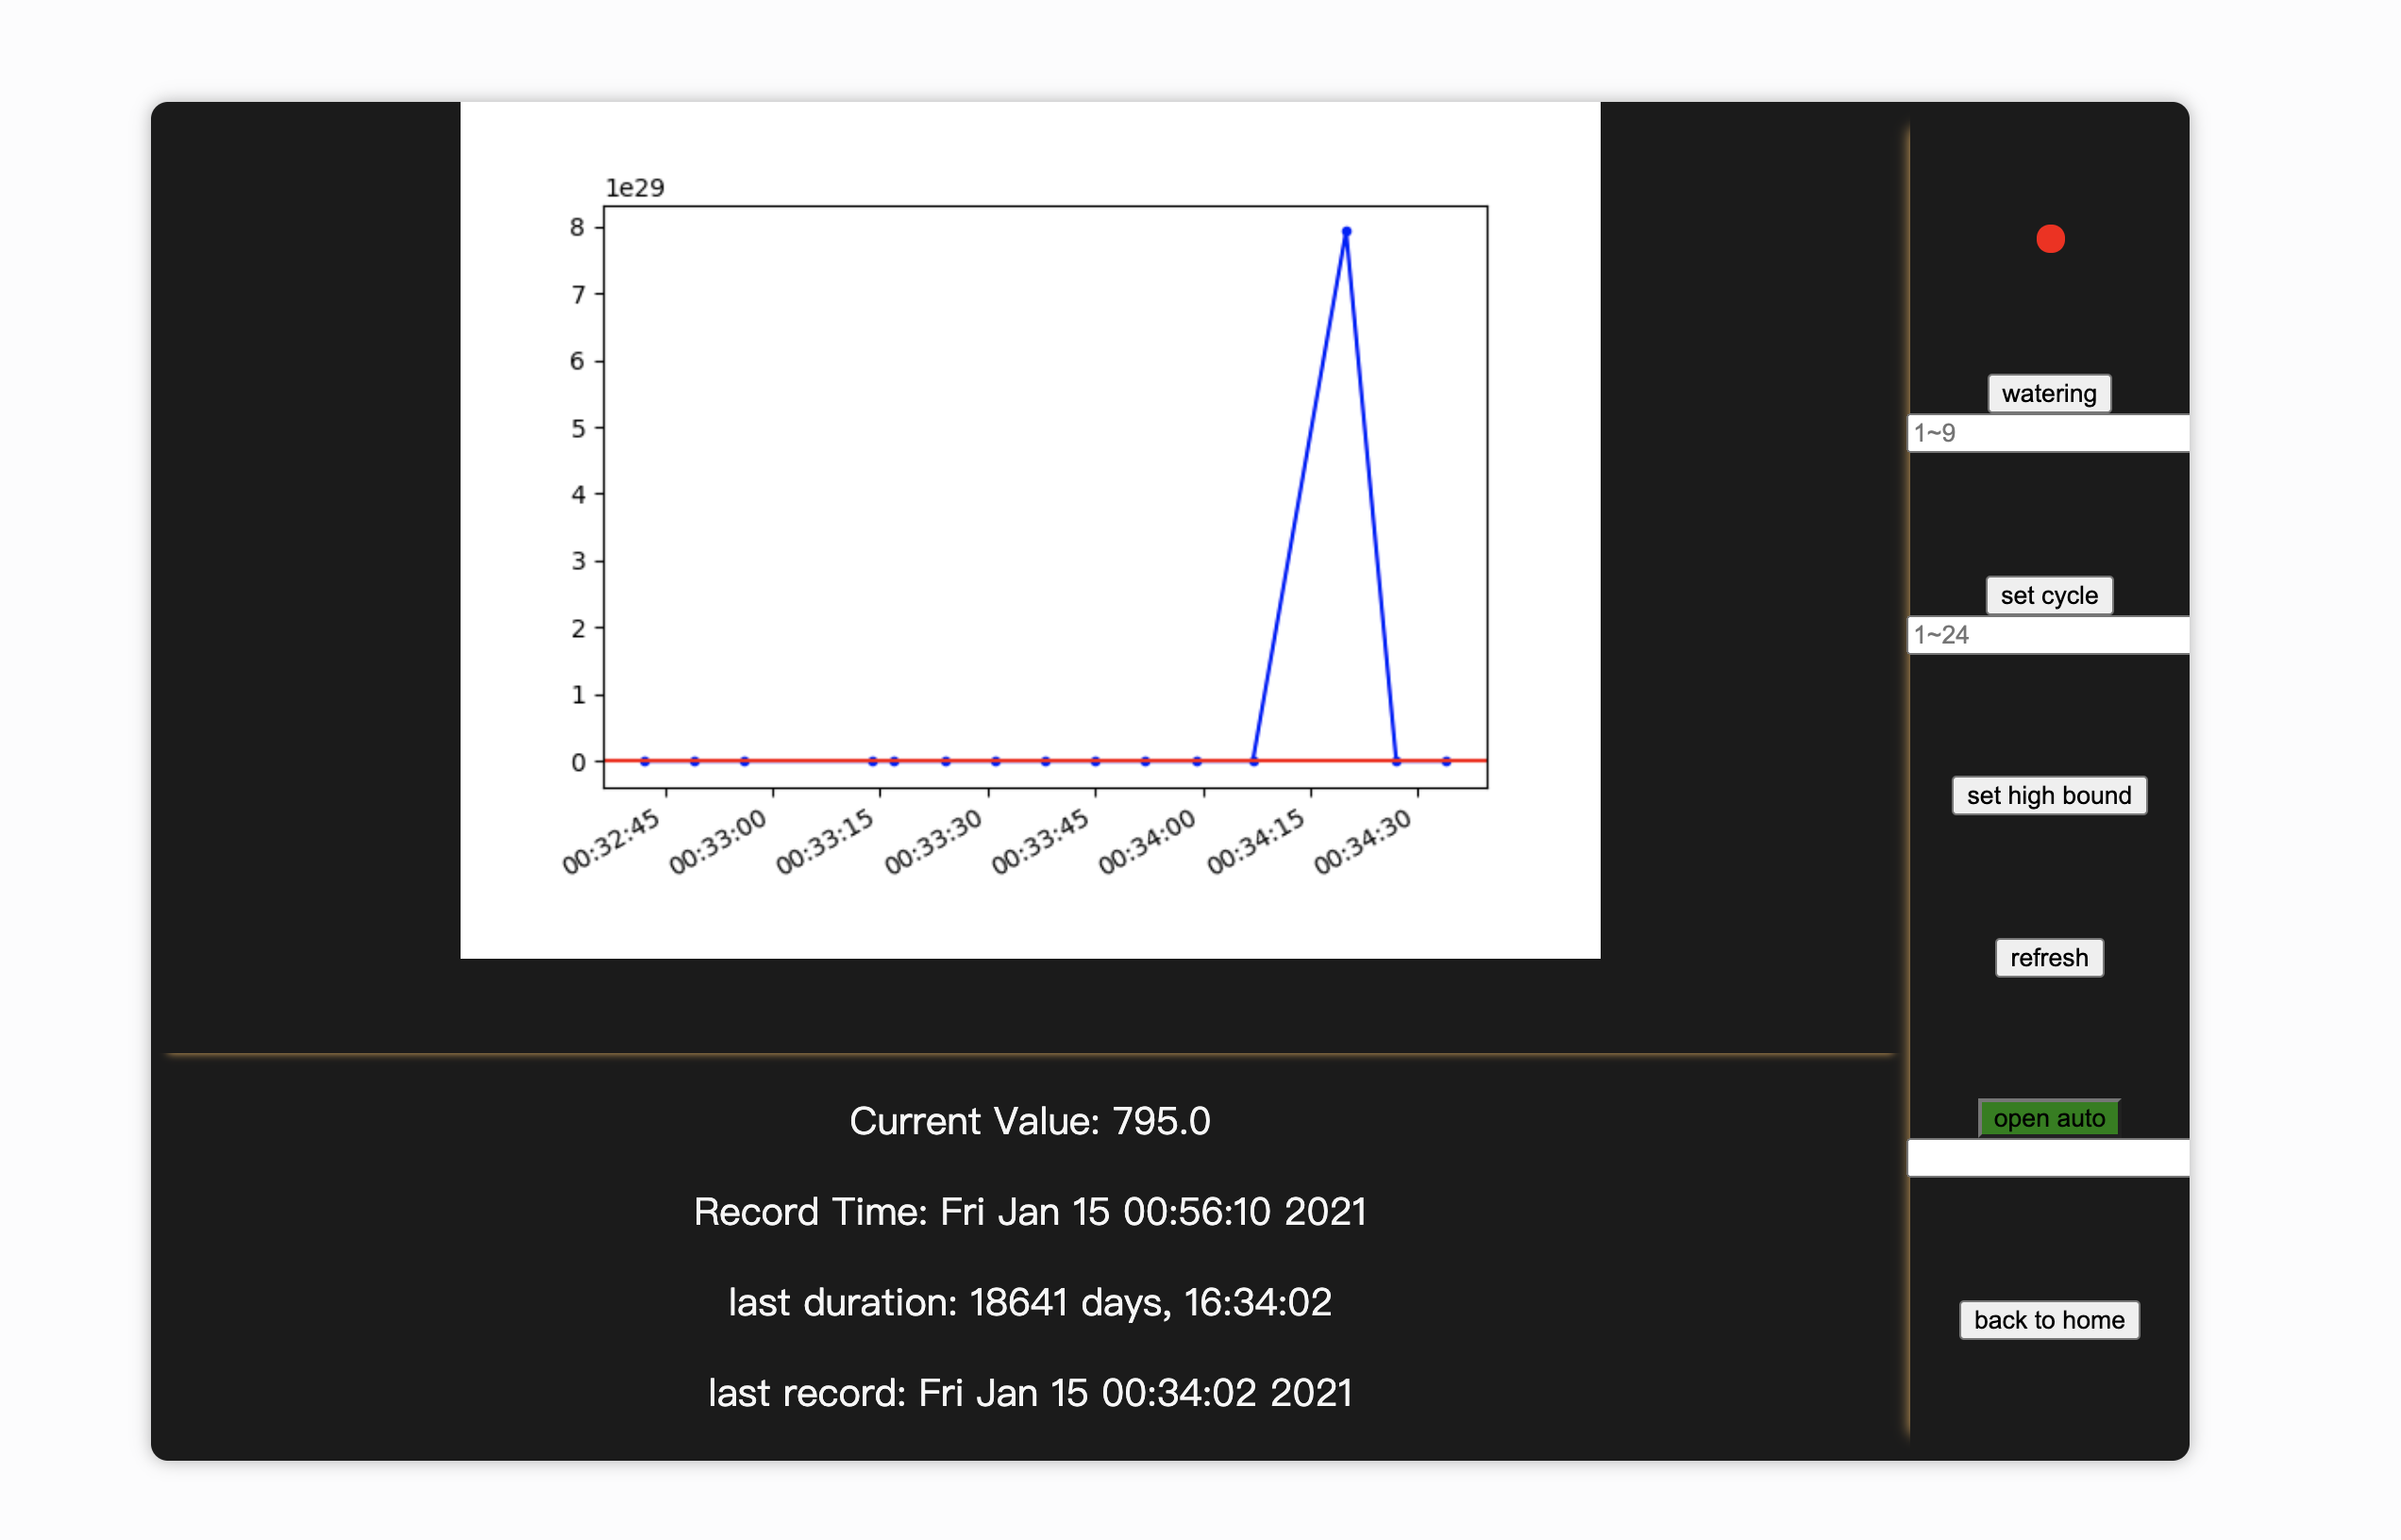 1e29
8
7
6
5
4
3
2
1
0
00:32:45 00:33:00 00:33:15 00:33:30 00:33:45 00:34:00 00:34:15 00:34:30
Current Value: 795.0
Record Time: Fri Jan 15 00:56:10 2021
last duration: 18641 days, 16:34:02
last record: Fri Jan 15 00:34:02 2021
watering
1~9
set cycle
1~24
set high bound
refresh
open auto
back to home